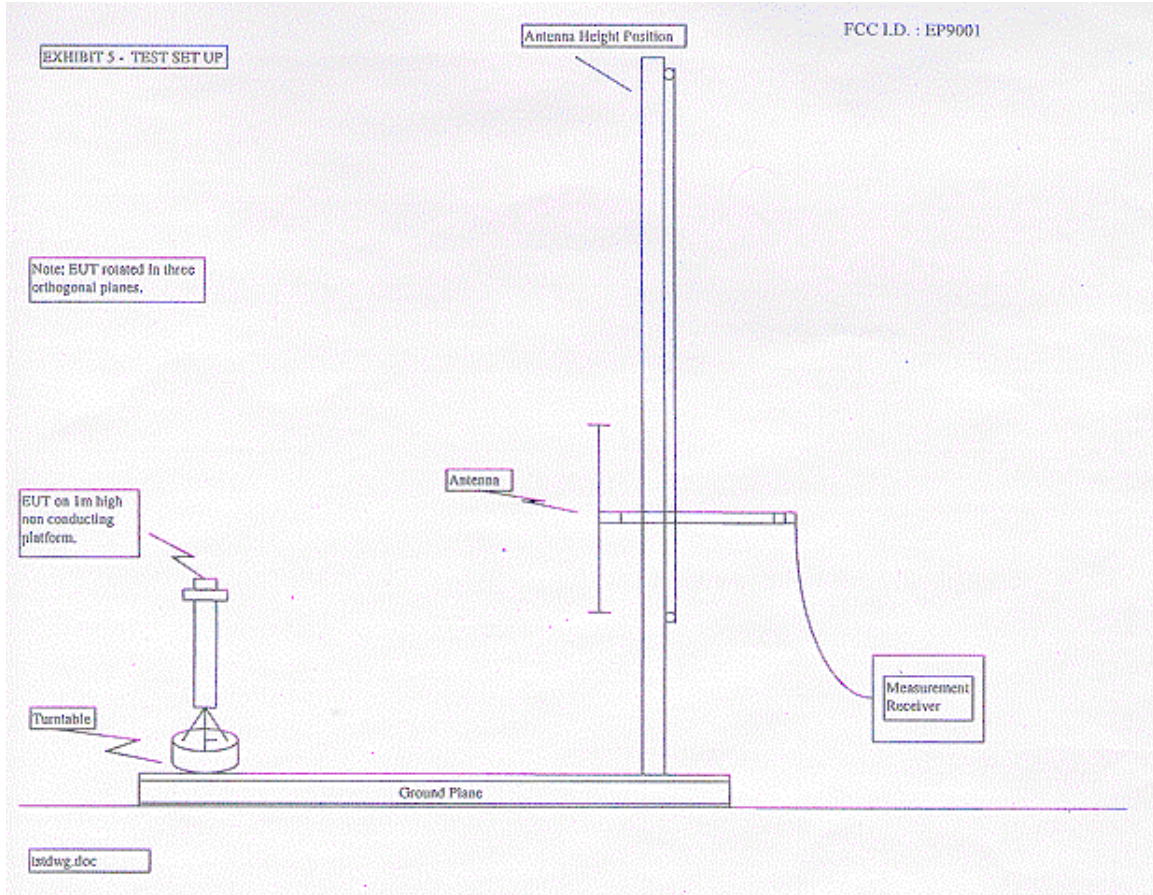 Antenna Height Position
FCC I.D. : EP9001
EXHIBIT 5 - TEST SET UP
Note: EUT rotated in three
orthogonal planes.
Antenna
EUT on 1m high
non conducting
platform.
Measurement
Receiver
Turntable
Ground Plane
tstdwg.doc